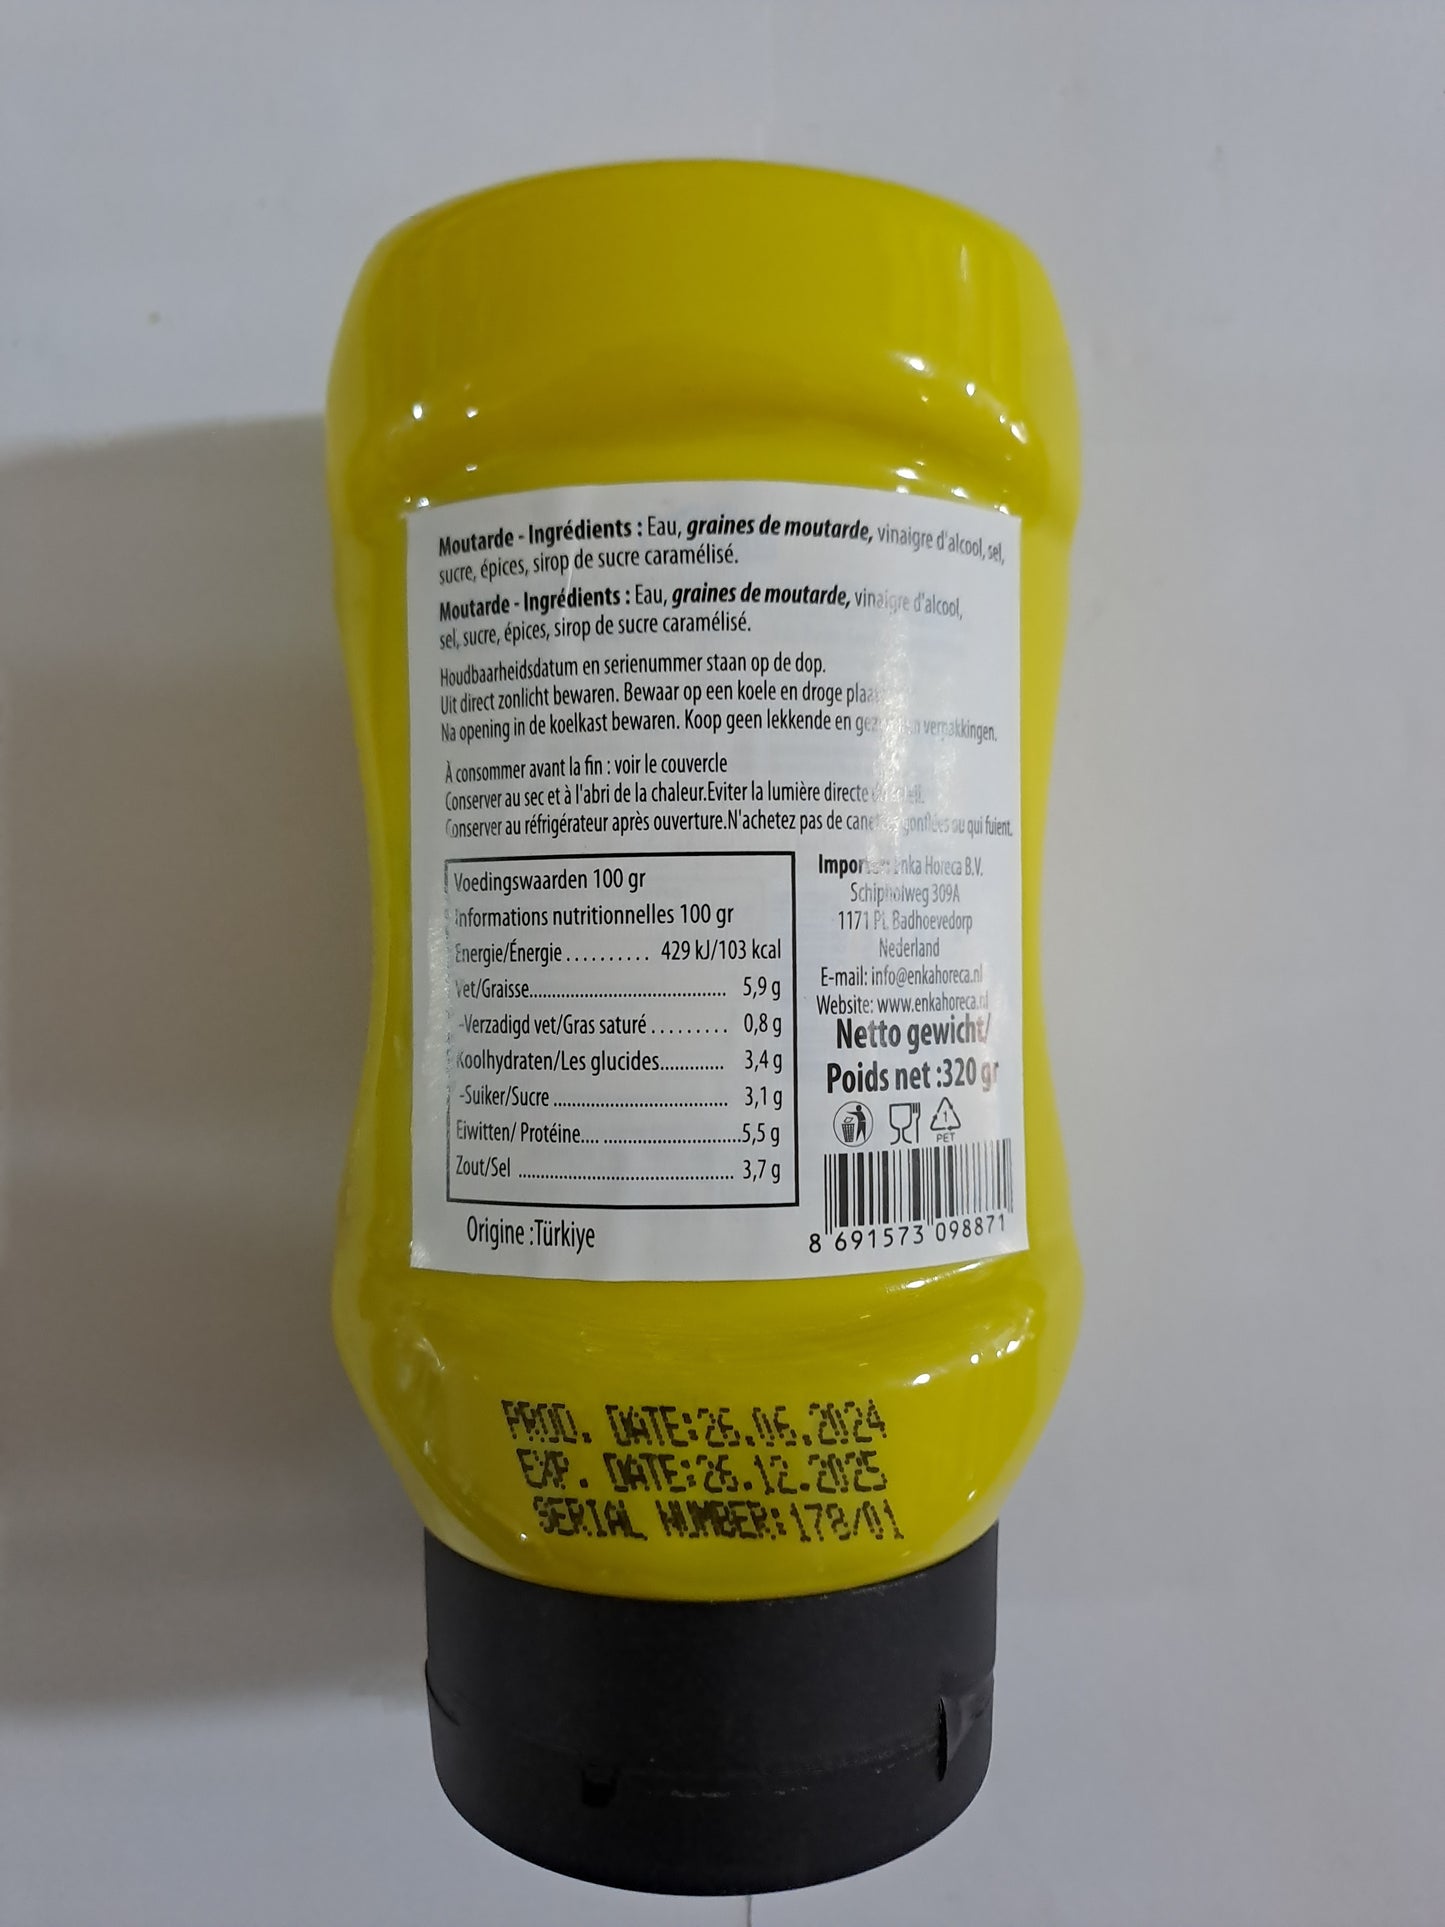 Moutarde - Ingrédients : Eau, graines de moutarde, vinaigre d'alcool, sel,
sucre, épices, sirop de sucre caramélisé.
Moutarde - Ingrédients : Eau, graines de moutarde, vinaigre d'alcool,
sel, sucre, épices, sirop de sucre caramélisé.
Houdbaarheidsdatum en serienummer staan op de dop.
Uit direct zonlicht bewaren. Bewaar op een koele en droge
Na opening in de koelkast bewaren. Koop geen lekkende en verpakkingen.
À consommer avant la fin : voir le couvercle
Conserver au sec et à l'abri de la chaleur.Eviter la lumière directe
Conserver au réfrigérateur après ouverture.N'achetez pas de gonflées ou qui fuient.
Voedingswaarden 100 gr
Informations nutritionnelles 100 gr
Energie/Énergie .......... 429 kJ/103 kcal
Vet/Graisse.......................................... 5,9 g
-Verzadigd vet/Gras saturé ......... 0,8 g
Koolhydraten/Les glucides............. 3,4 g
-Suiker/Sucre ..................................... 3,1 g
Eiwitten/ Protéine.... .............................5,5 g
Zout/Sel .............................................. 3,7 g
Origine :Türkiye
Enka Horeca B.V.
Schipholweg 309A
1171 PL Badhoevedorp
Nederland
E-mail: info@enkahoreca.nl
Website: www.enkahoreca.nl
Netto gewicht/
Poids net :320 gr
1
PET
8 691573 098871
PROD. DATE:26.06.2024
EXP. DATE:26.12.2025
SERIAL NUMBER:178/01